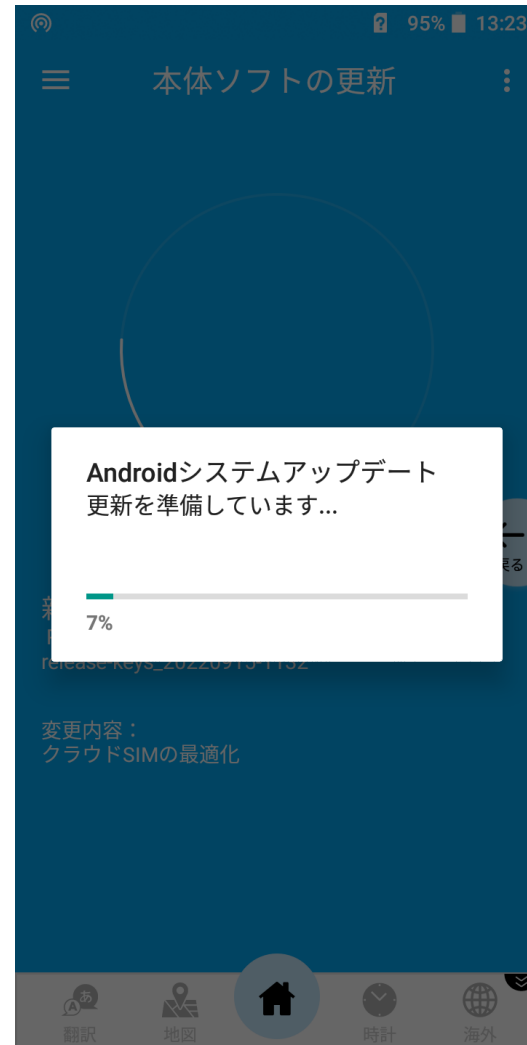 95% 13:23
本体ソフトの更新
Androidシステムアップデート
更新を準備しています...
戻る
7%
release-keys_20220915-1132
変更内容：
クラウドSIMの最適化
翻訳 地図 時計 海外